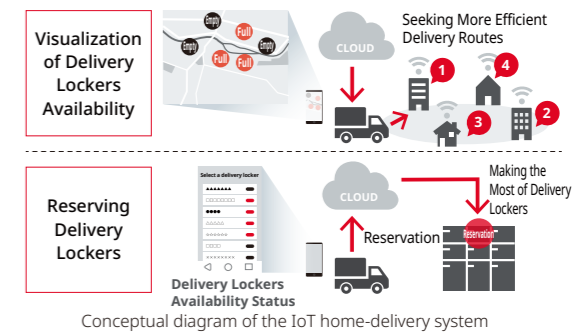 Visualization
of Delivery
Lockers
Availability
Empty
Full
Empty
Full
Full
Empty
CLOUD
Seeking More Efficient
Delivery Routes
1
4
3
2
Reserving
Delivery
Lockers
Select a delivery locker
▲▲▲▲▲▲▲
□□□□□□□□
●●●●
△△△△△
○○○○○○
□□□□□
××××××××
Delivery Lockers
Availability Status
CLOUD
Reservation
Making the
Most of Delivery
Lockers
Reservation
Conceptual diagram of the IoT home-delivery system